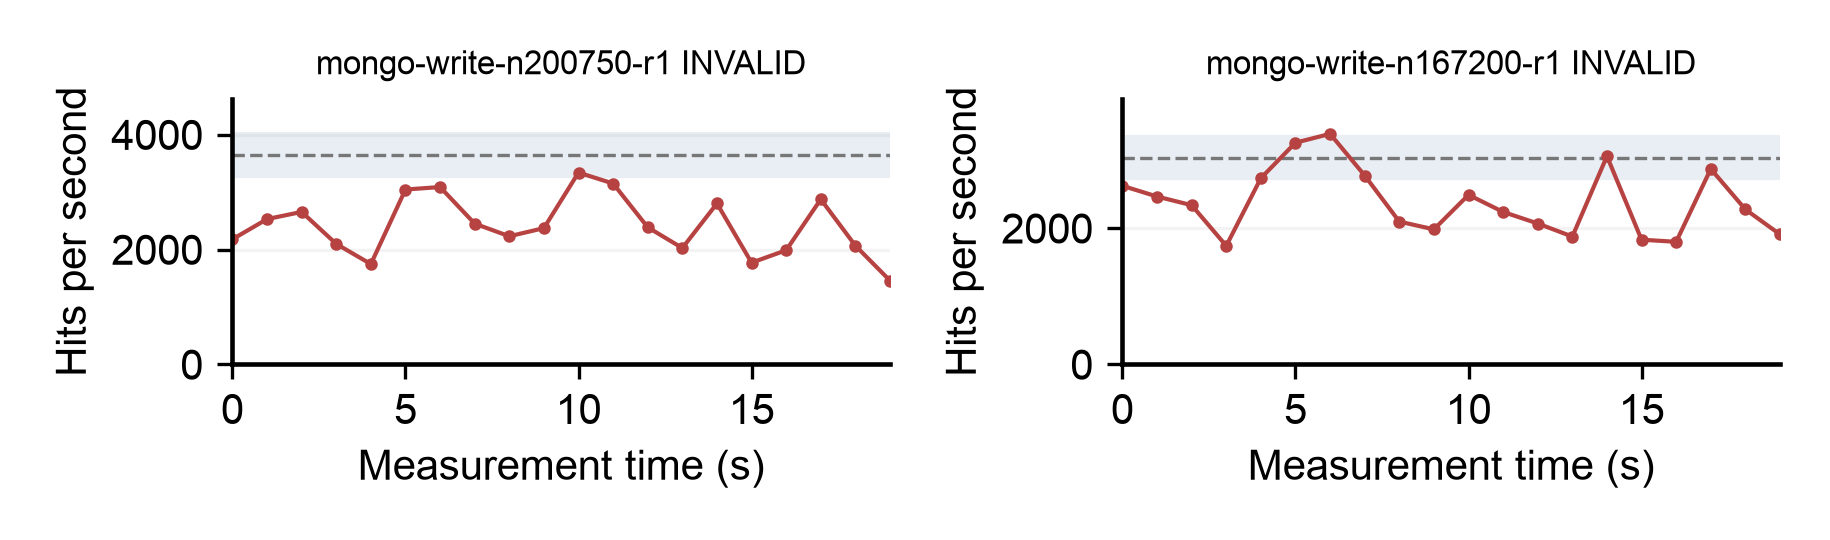 mongo-write-n200750-r1 INVALID
Hits per second
4000
2000
0
0 5 10 15
Measurement time (s)
mongo-write-n167200-r1 INVALID
Hits per second
2000
0
0 5 10 15
Measurement time (s)